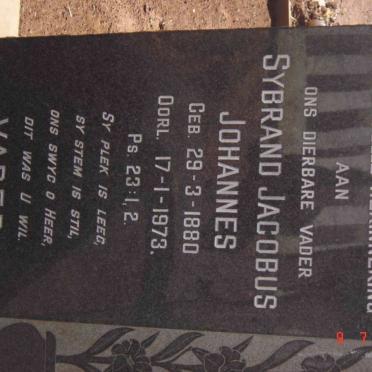 AAN
ONS DIERBARE VADER
SYBRAND JACOBUS
JOHANNES
GEB. 29-3-1880
OORL. 17-1-1973.
PS. 23:1,2.
SY PLEK IS LEEG,
SY STEM IS STIL,
ONS SWYG O HEER,
DIT WAS U WIL.